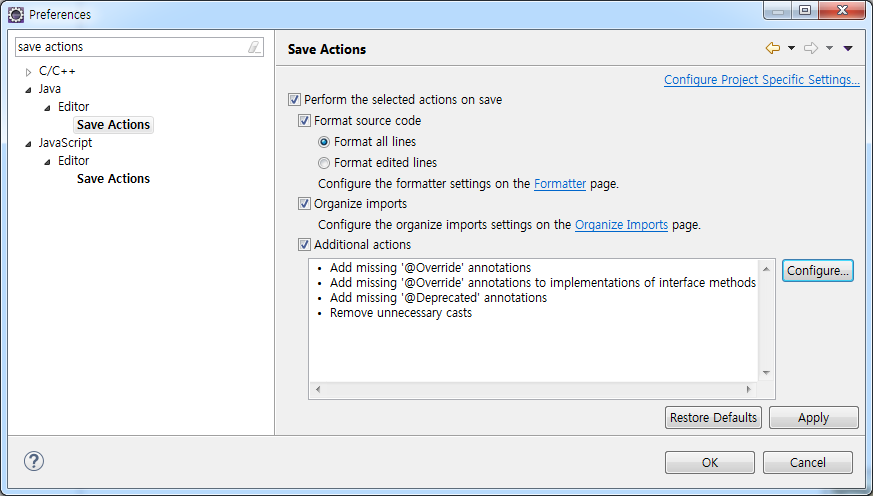 Preferences
save actions
C/C++
Java
Editor
Save Actions
JavaScript
Editor
Save Actions
Save Actions
Configure Project Specific Settings...
Perform the selected actions on save
Format source code
Format all lines
Format edited lines
Configure the formatter settings on the Formatter page.
Organize imports
Configure the organize imports settings on the Organize Imports page.
Additional actions
• Add missing '@Override' annotations
• Add missing '@Override' annotations to implementations of interface methods
• Add missing '@Deprecated' annotations
• Remove unnecessary casts
Configure...
Restore Defaults
Apply
?
OK
Cancel